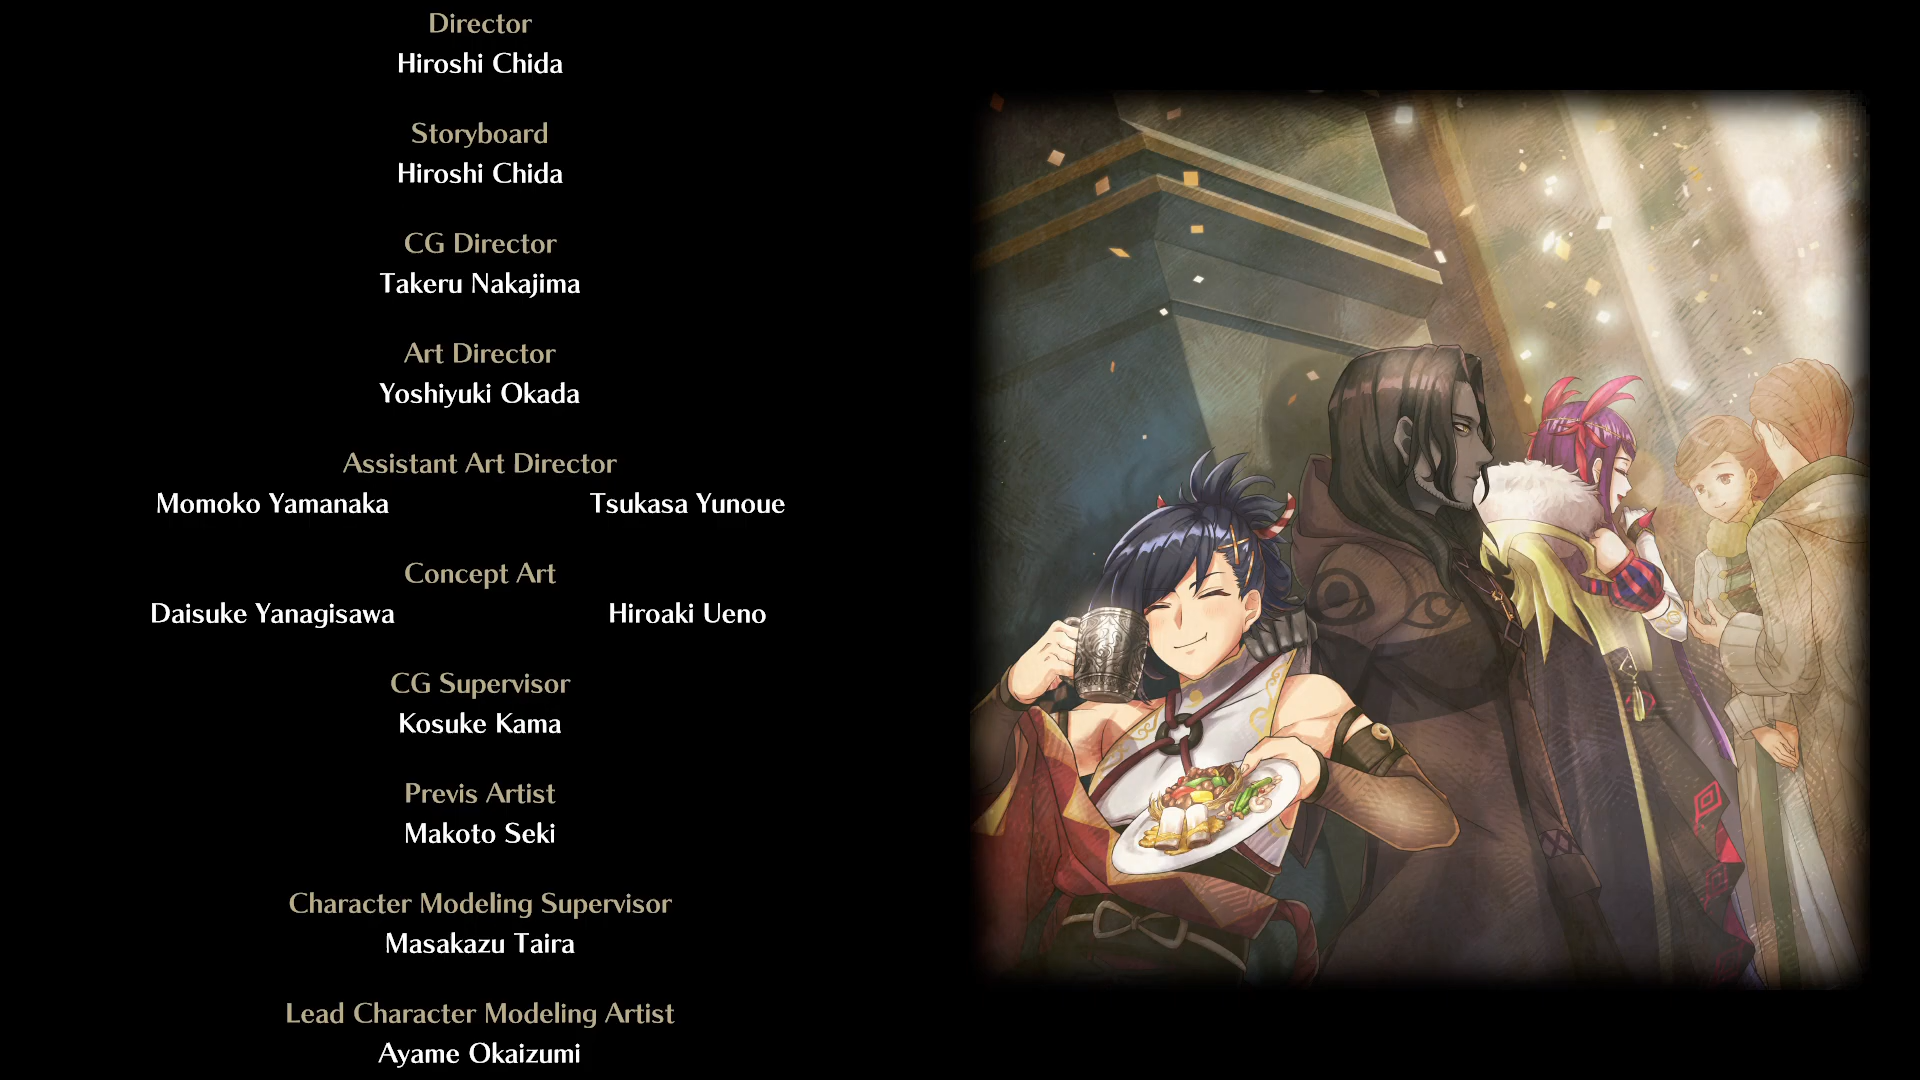 Director
Hiroshi Chida
Storyboard
Hiroshi Chida
CG Director
Takeru Nakajima
Art Director
Yoshiyuki Okada
Assistant Art Director
Momoko Yamanaka Tsukasa Yunoue
Concept Art
Daisuke Yanagisawa Hiroaki Ueno
CG Supervisor
Kosuke Kama
Previs Artist
Makoto Seki
Character Modeling Supervisor
Masakazu Taira
Lead Character Modeling Artist
Ayame Okaizumi